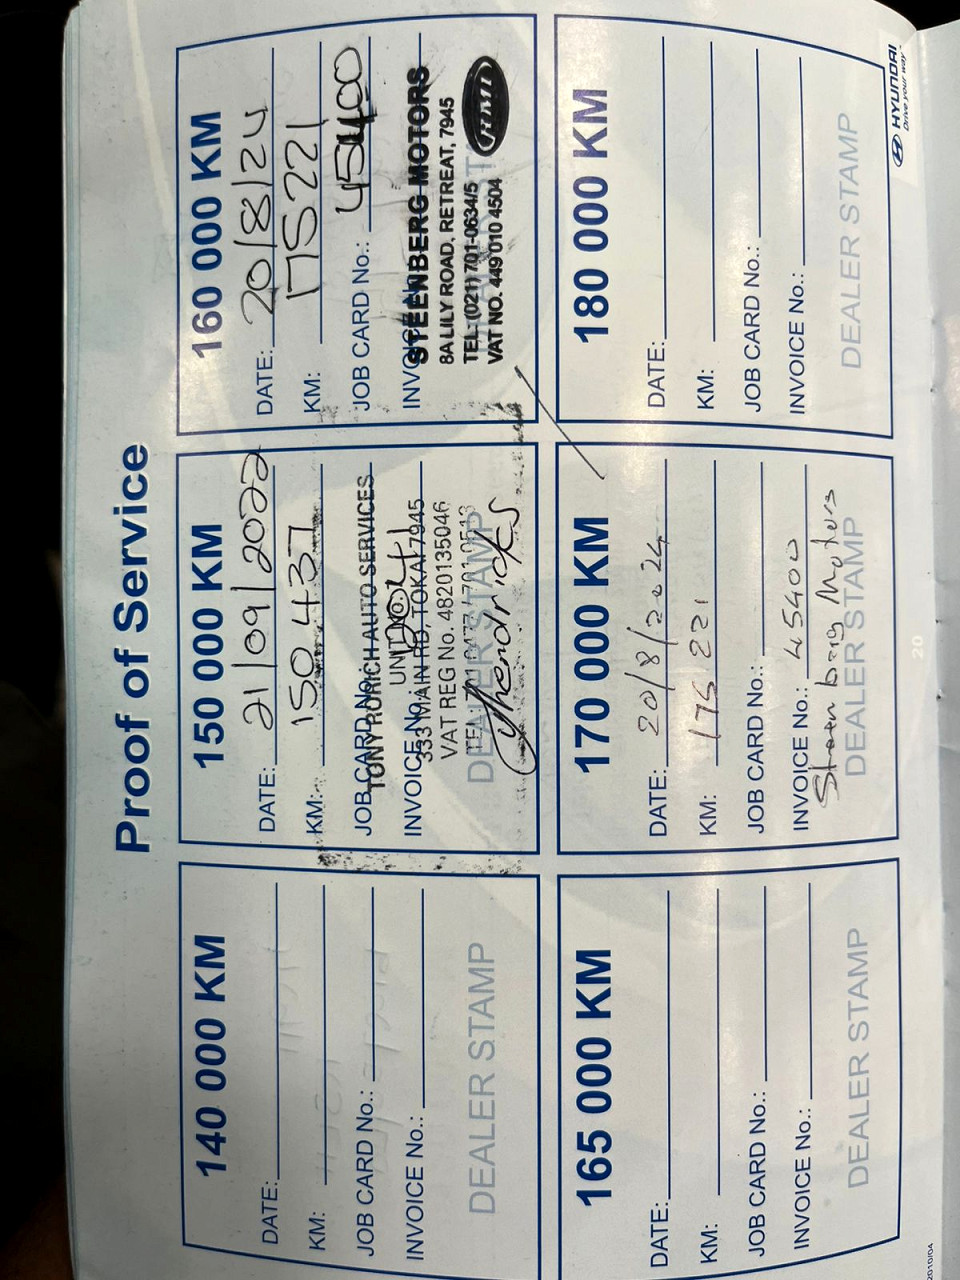 Proof of Service
140 000 KM
DATE:
KM:
JOB CARD No.:
INVOICE No.:
DEALER STAMP
150 000 KM
DATE: 21/09/2022
KM: 150 437
JOB CARD No.:
TONY RORICH AUTO SERVICES
UNIT
INVOICE No.:
333 MAIN RD, TOKAI 7945
VAT REG No. 4820135046
DEALER STAMP
160 000 KM
DATE: 20/8/24
KM: 175221
JOB CARD No.: 45400
STEENBERG MOTORS
8A LILY ROAD, RETREAT, 7945
TEL: (021) 701-0634/5
VAT NO. 449 010 4504
RMI
165 000 KM
DATE:
KM:
JOB CARD No.:
INVOICE No.:
DEALER STAMP
170 000 KM
DATE: 20/8/2024
KM: 175 221
JOB CARD No.:
INVOICE No.: 45400
Steen berg Motors
DEALER STAMP
180 000 KM
DATE:
KM:
JOB CARD No.:
INVOICE No.:
DEALER STAMP
20
HYUNDAI
Drive your way
2010/04